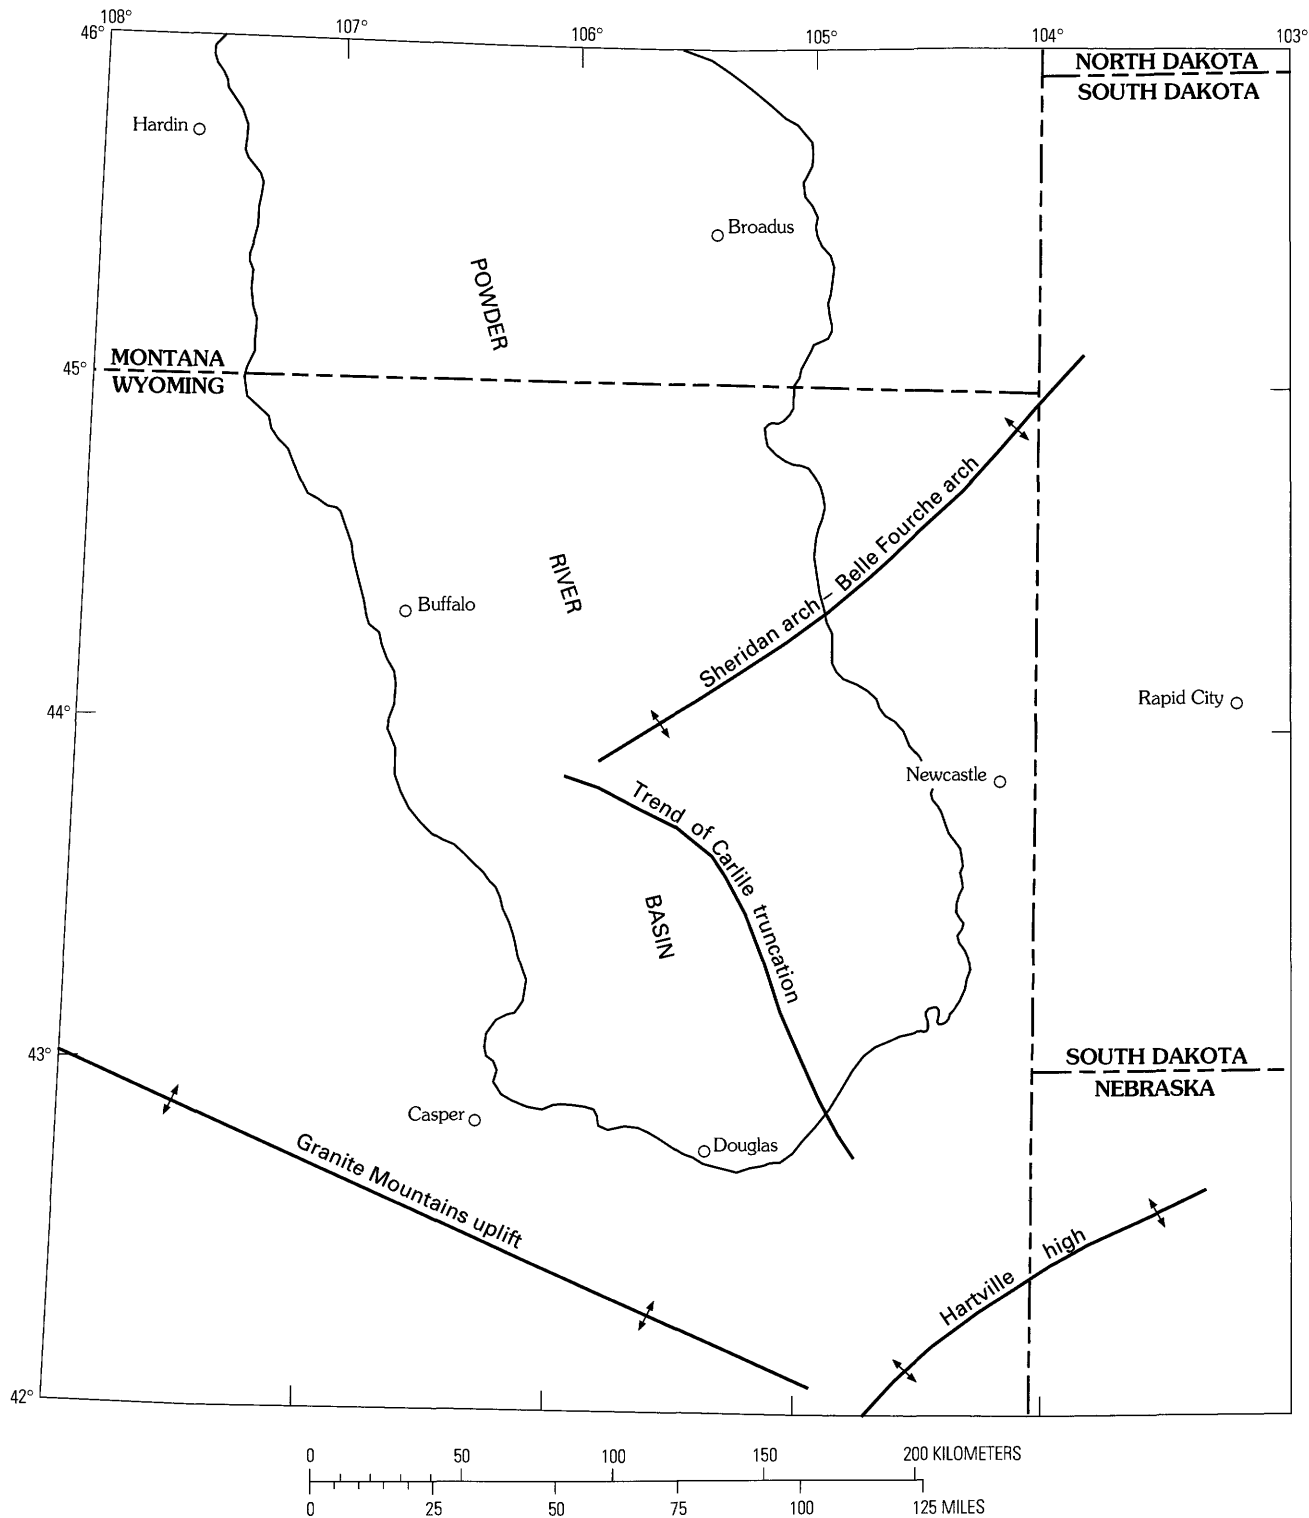 108°
107°
106°
105°
104°
103°
46°
NORTH DAKOTA
SOUTH DAKOTA
Hardin
Broadus
POWDER
MONTANA
45°
WYOMING
Sheridan arch – Belle Fourche arch
RIVER
Buffalo
Rapid City
44°
Newcastle
Trend of Carlile truncation
BASIN
43°
SOUTH DAKOTA
NEBRASKA
Casper
Douglas
Granite Mountains uplift
Hartville high
42°
0 50 100 150 200 KILOMETERS
0 25 50 75 100 125 MILES